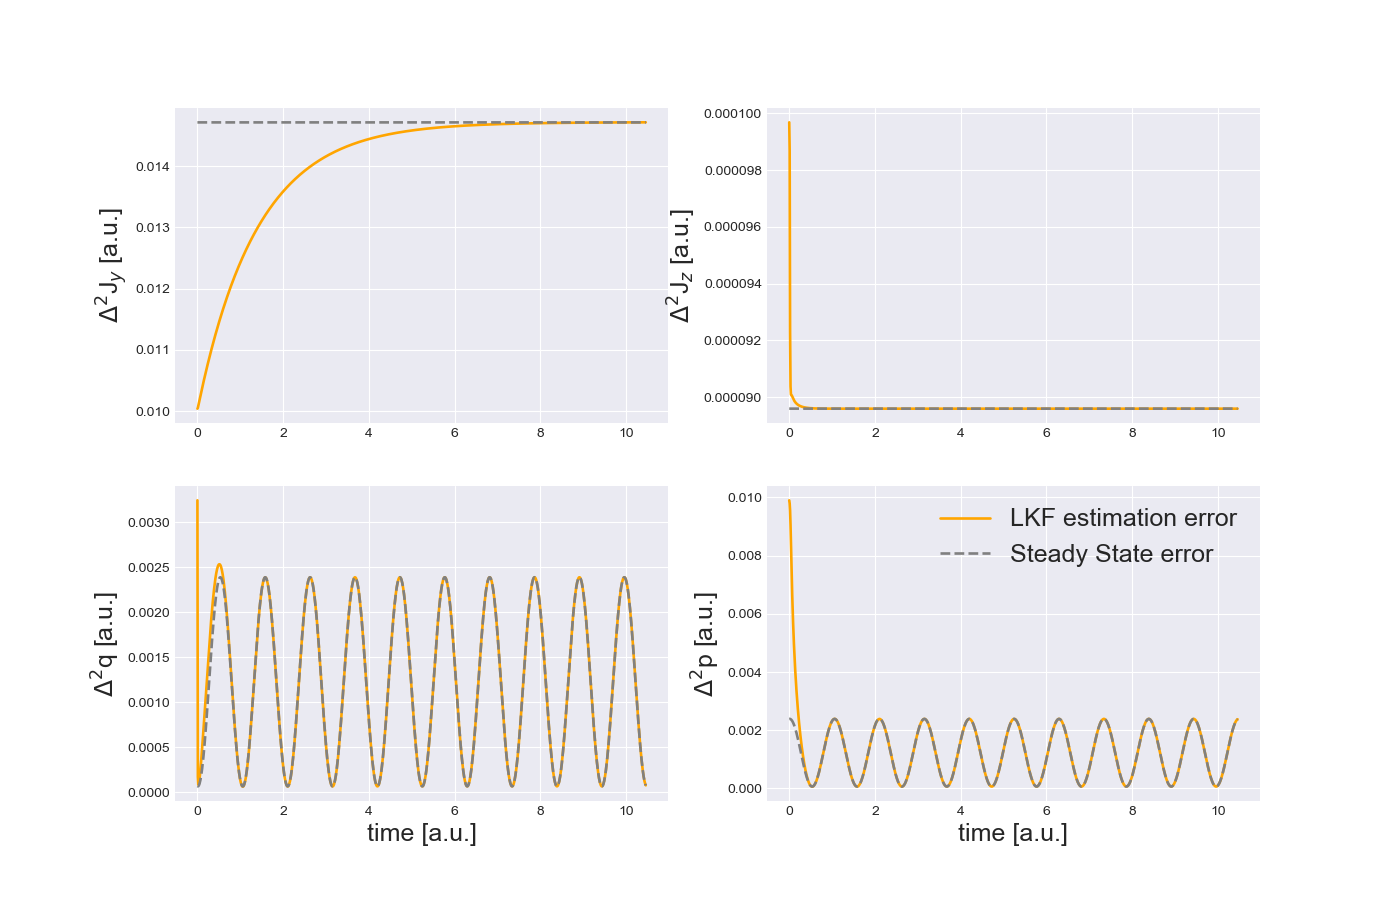 0.014
0.013
0.012
0.011
0.010
Δ²J_y [a.u.]
0 2 4 6 8 10
0.000100
0.000098
0.000096
0.000094
0.000092
0.000090
Δ²J_z [a.u.]
0 2 4 6 8 10
0.0030
0.0025
0.0020
0.0015
0.0010
0.0005
0.0000
Δ²q [a.u.]
0 2 4 6 8 10
time [a.u.]
0.010
0.008
0.006
0.004
0.002
0.000
Δ²p [a.u.]
LKF estimation error
Steady State error
0 2 4 6 8 10
time [a.u.]